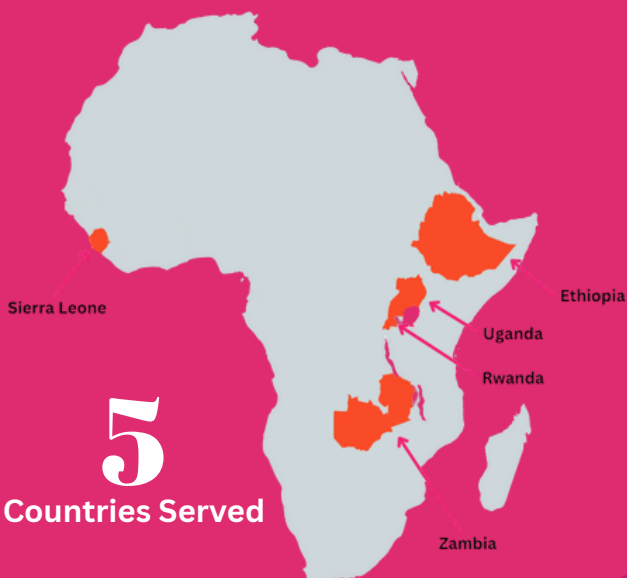 Sierra Leone
Ethiopia
Uganda
Rwanda
5
Countries Served
Zambia